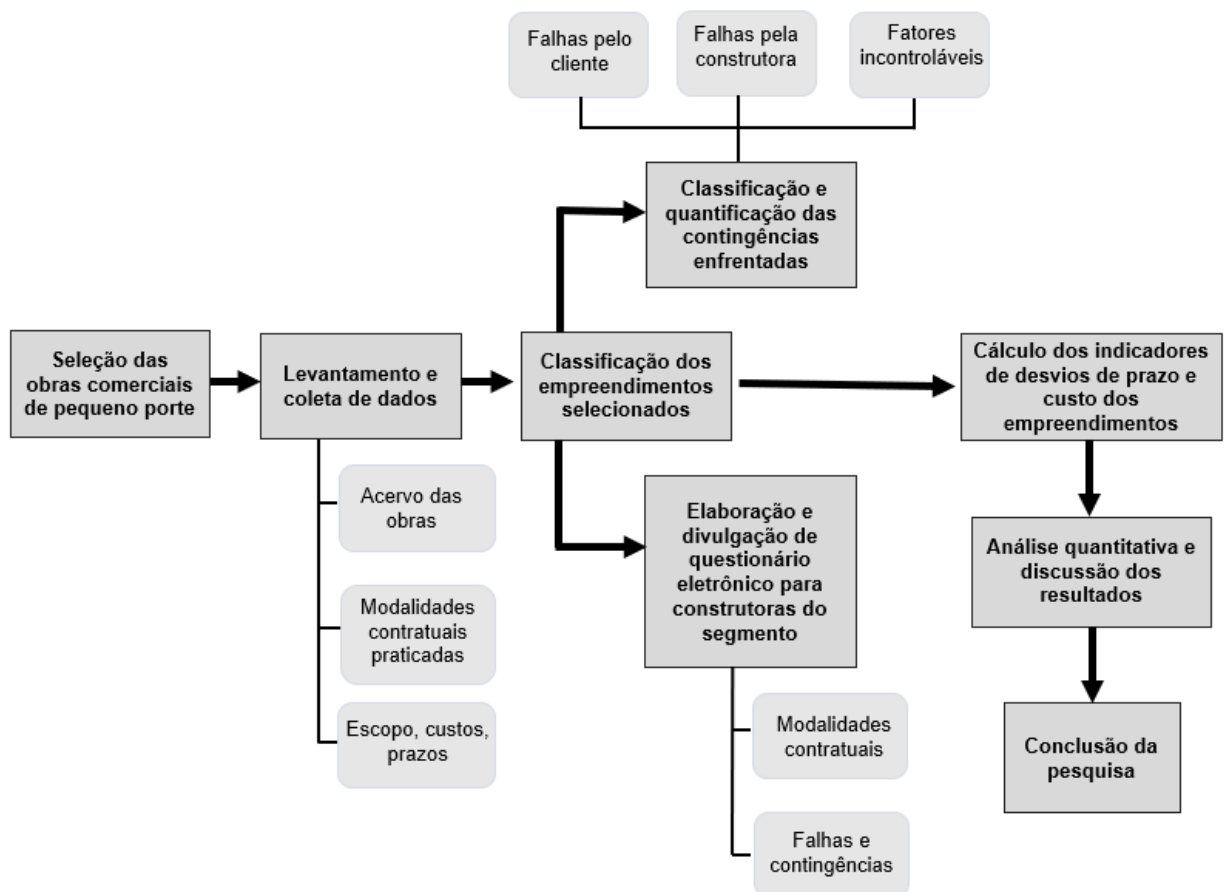 Falhas pelo
cliente
Falhas pela
construtora
Fatores
incontroláveis
Classificação e
quantificação das
contingências
enfrentadas
Seleção das
obras comerciais
de pequeno porte
Levantamento e
coleta de dados
Classificação dos
empreendimentos
selecionados
Cálculo dos indicadores
de desvios de prazo e
custo dos
empreendimentos
Acervo das
obras
Modalidades
contratuais
praticadas
Escopo, custos,
prazos
Elaboração e
divulgação de
questionário
eletrônico para
construtoras do
segmento
Modalidades
contratuais
Falhas e
contingências
Análise quantitativa e
discussão dos
resultados
Conclusão da
pesquisa